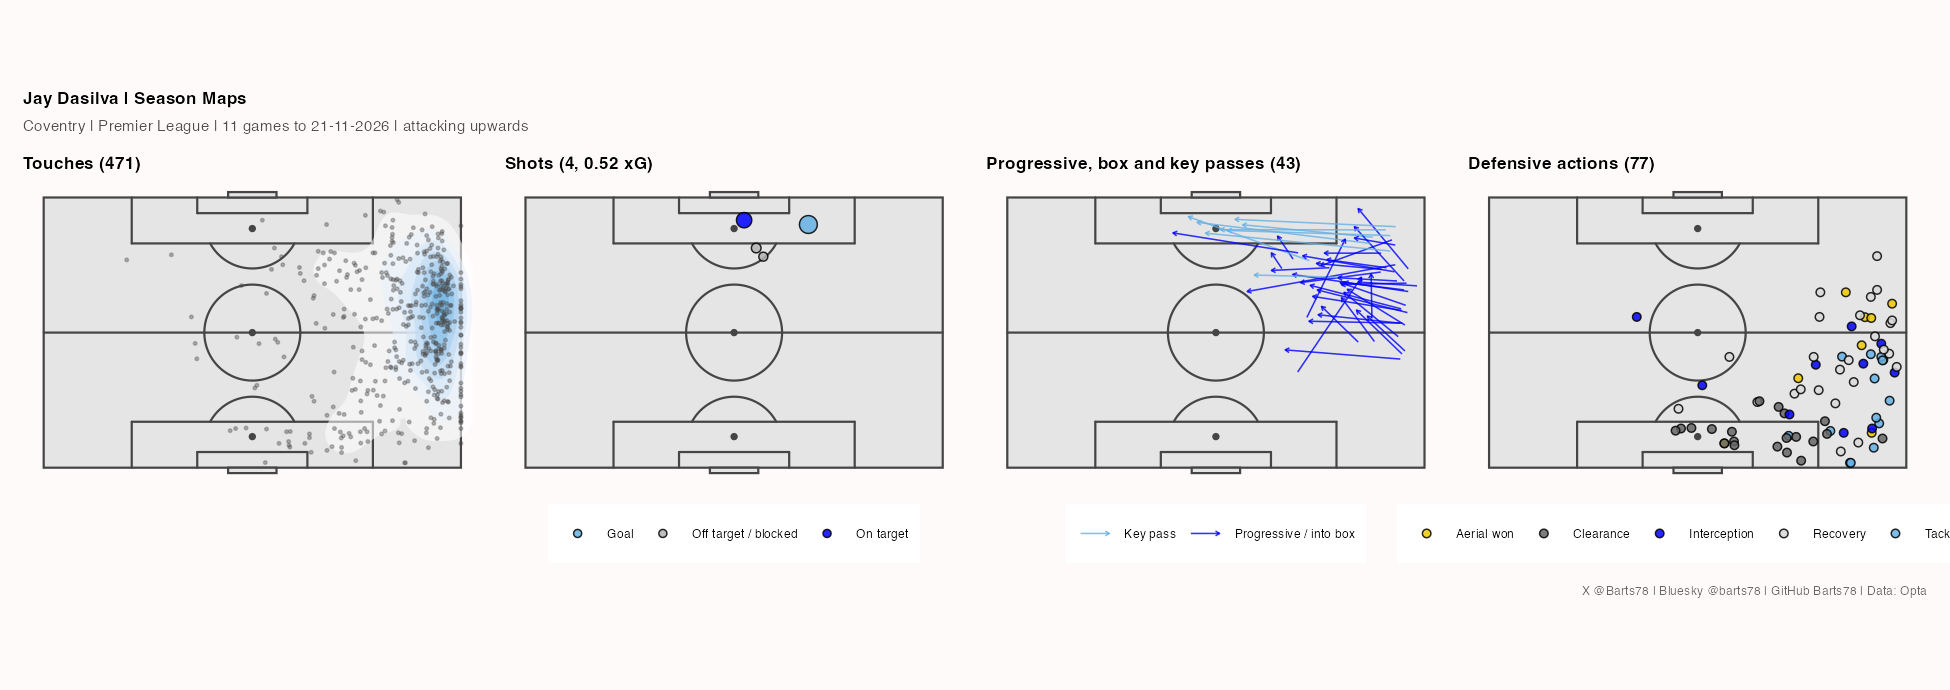 Jay Dasilva | Season Maps
Coventry | Premier League | 11 games to 21-11-2026 | attacking upwards
Touches (471)
Shots (4, 0.52 xG)
Progressive, box and key passes (43)
Defensive actions (77)
Goal
Off target / blocked
On target
Key pass
Progressive / into box
Aerial won
Clearance
Interception
Recovery
Tack
X @Barts78 | Bluesky @barts78 | GitHub Barts78 | Data: Opta